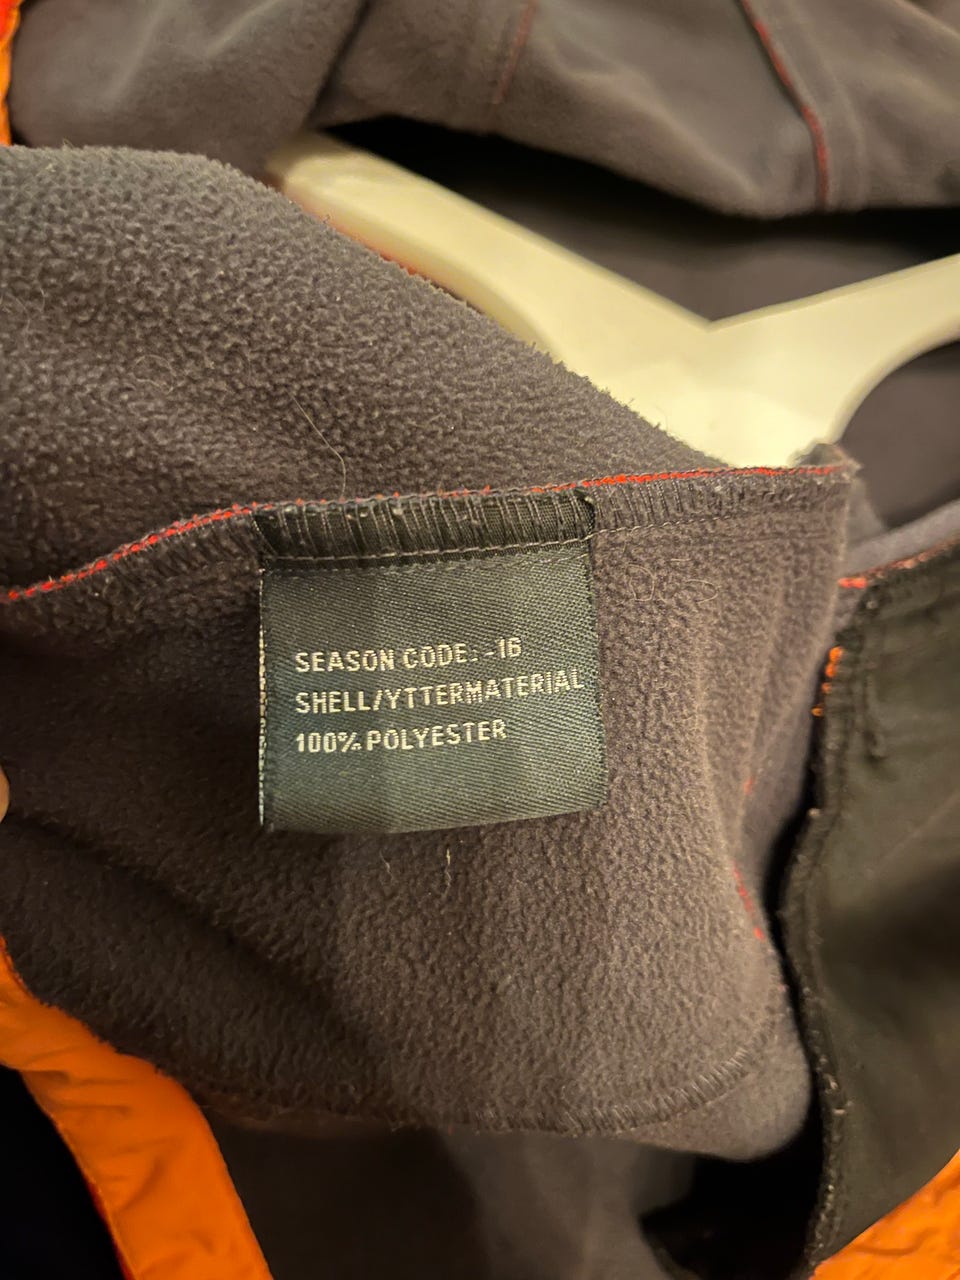 SEASON CODE: -16
SHELL/YTTERMATERIAL
100% POLYESTER